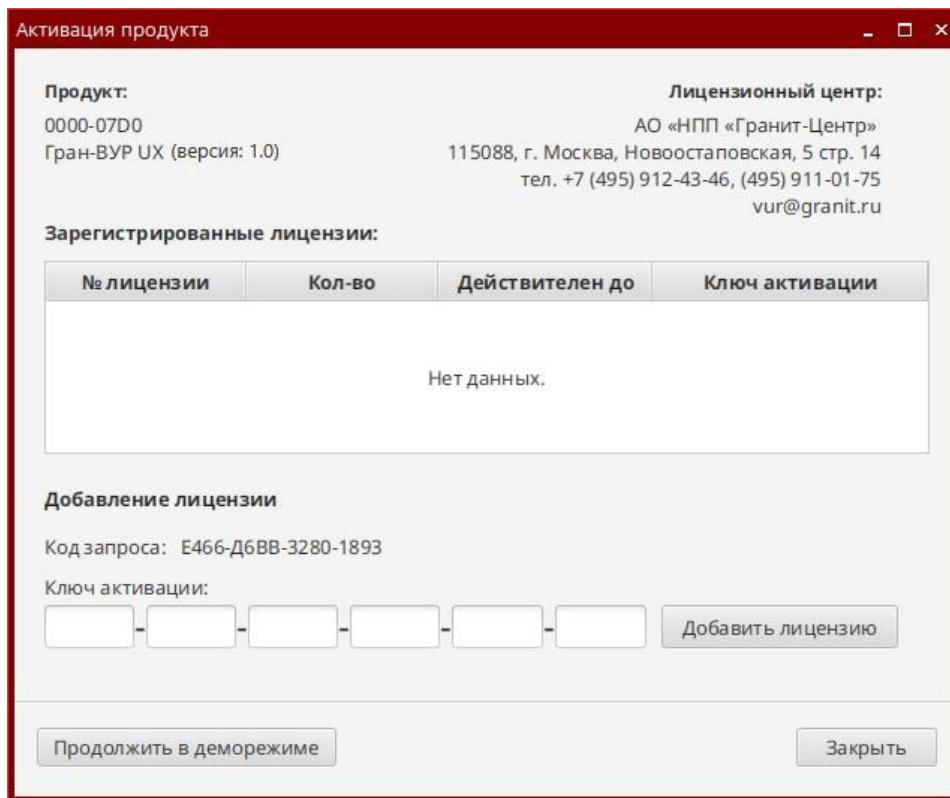 Активация продукта
Продукт:
0000-07D0
Гран-ВУР UX (версия: 1.0)
Лицензионный центр:
АО «НПП «Гранит-Центр»
115088, г. Москва, Новоостаповская, 5 стр. 14
тел. +7 (495) 912-43-46, (495) 911-01-75
vur@granit.ru
Зарегистрированные лицензии:
№ лицензии Кол-во Действителен до Ключ активации
Нет данных.
Добавление лицензии
Код запроса: Е466-Д6ВВ-3280-1893
Ключ активации:
- - - - - Добавить лицензию
Продолжить в деморежиме Закрыть